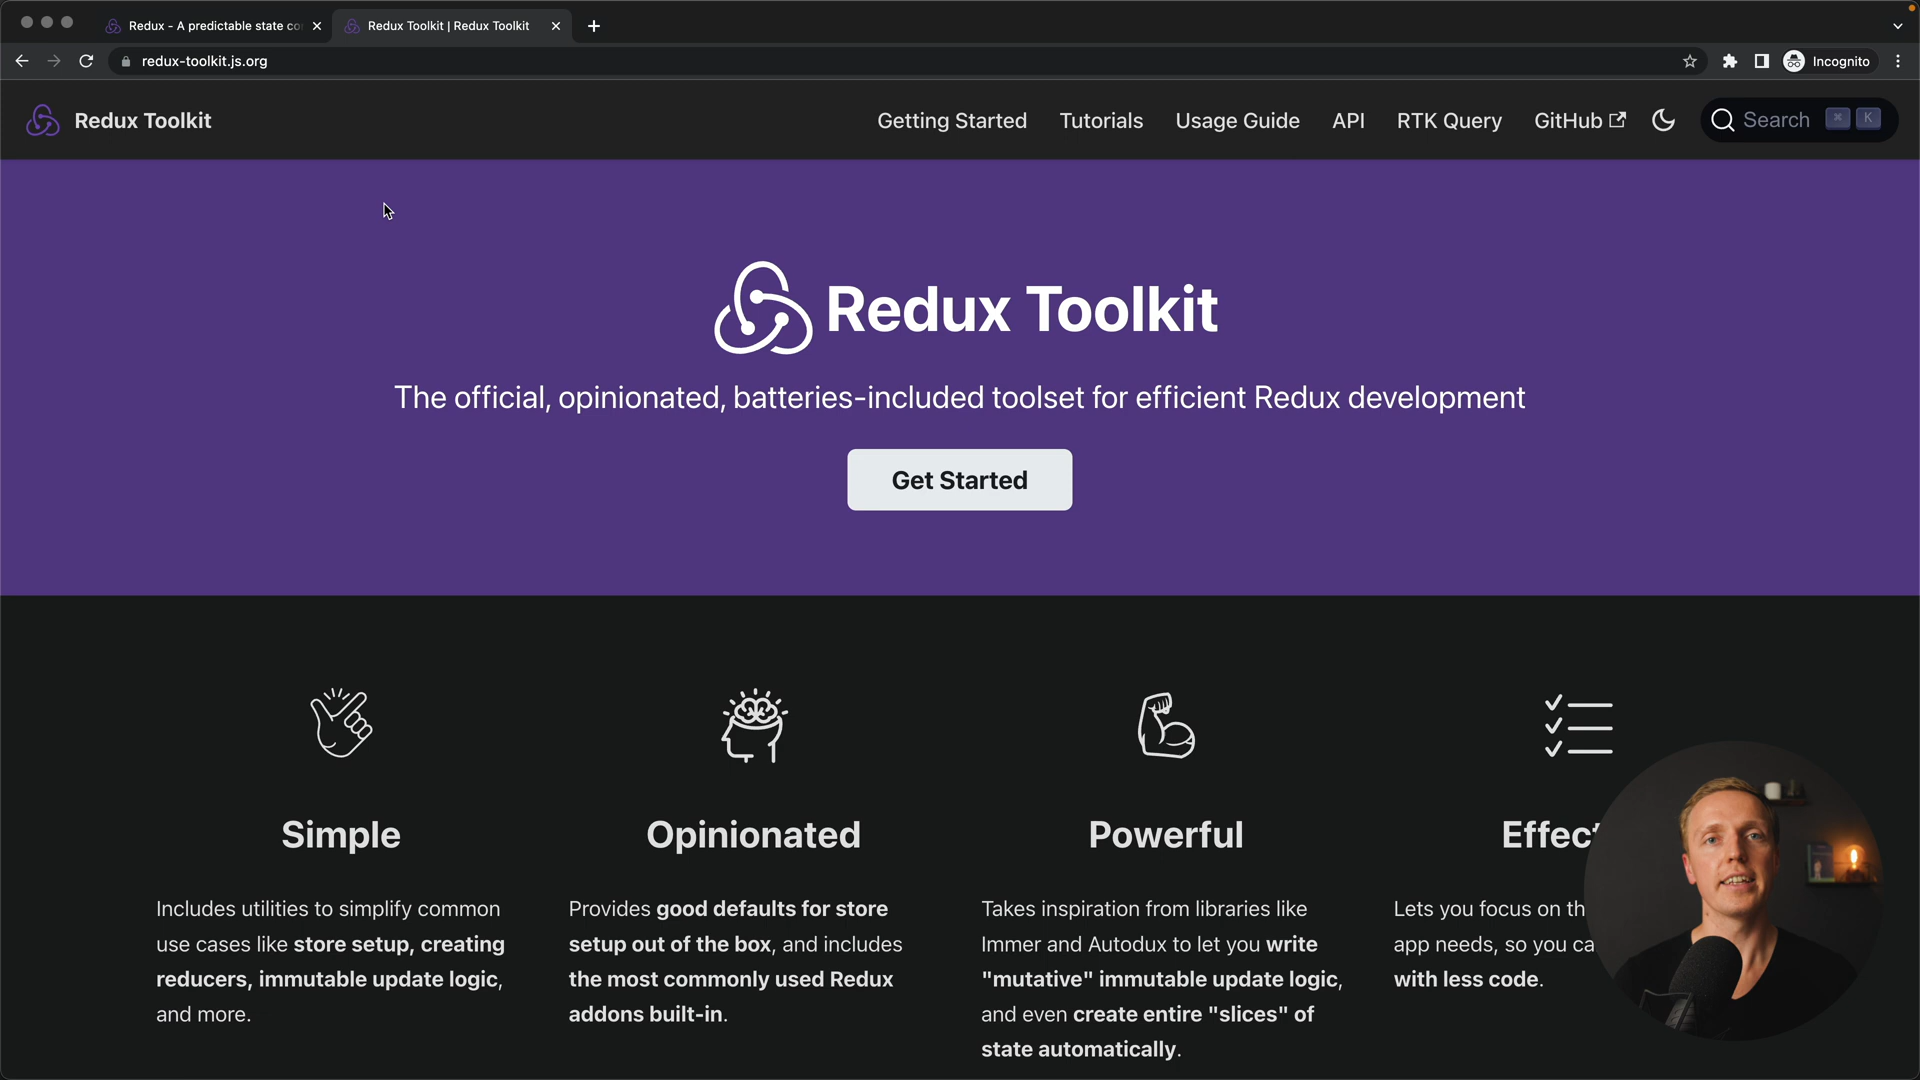 Redux - A predictable state co
Redux Toolkit | Redux Toolkit
redux-toolkit.js.org
Incognito
Redux Toolkit
Getting Started
Tutorials
Usage Guide
API
RTK Query
GitHub
Search
⌘
K
Redux Toolkit
The official, opinionated, batteries-included toolset for efficient Redux development
Get Started
Simple
Includes utilities to simplify common
use cases like store setup, creating
reducers, immutable update logic,
and more.
Opinionated
Provides good defaults for store
setup out of the box, and includes
the most commonly used Redux
addons built-in.
Powerful
Takes inspiration from libraries like
Immer and Autodux to let you write
"mutative" immutable update logic,
and even create entire "slices" of
state automatically.
Effect
Lets you focus on th
app needs, so you ca
with less code.